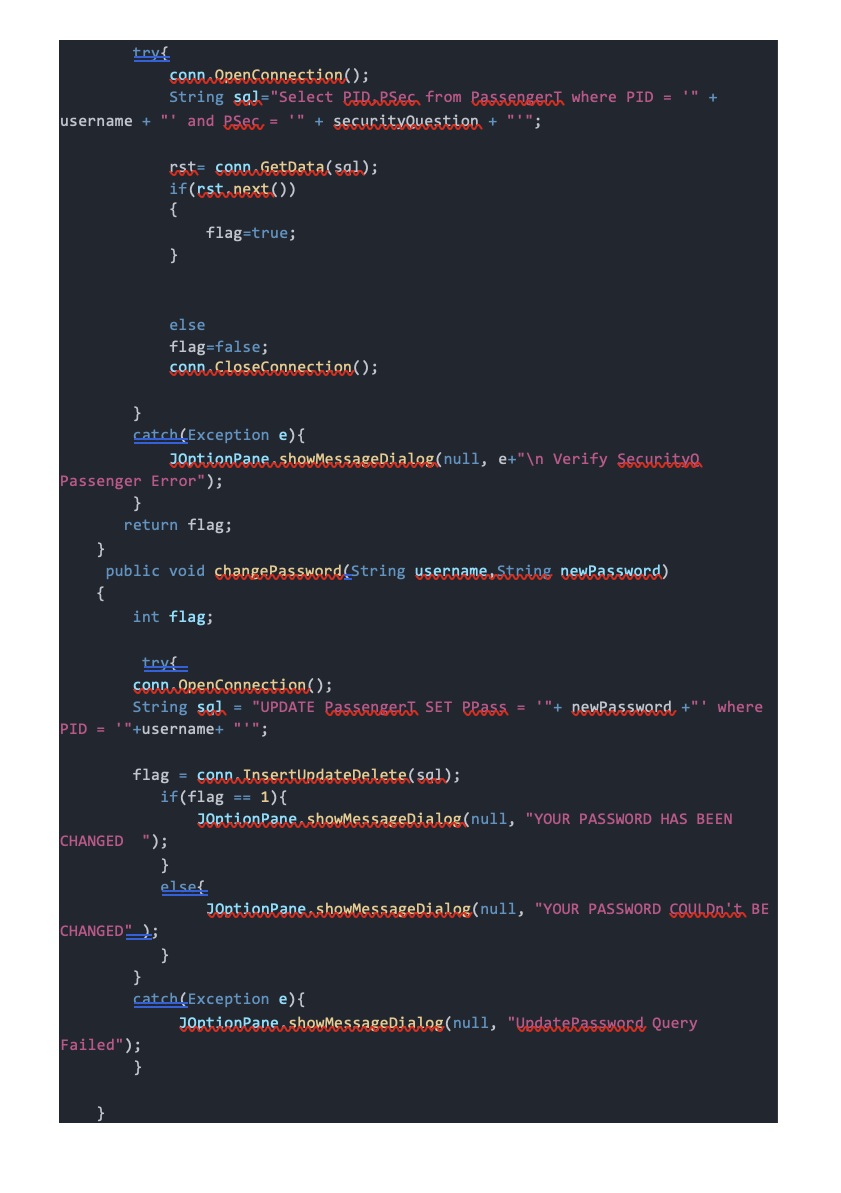 try{
conn.OpenConnection();
String sql="Select PID,PSec from PassengerT where PID = '" +
username + "' and PSec = '" + securityQuestion + "'";
rst= conn.GetData(sql);
if(rst.next())
{
flag=true;
}
else
flag=false;
conn.CloseConnection();
}
catch(Exception e){
JOptionPane.showMessageDialog(null, e+"\n Verify SecurityQ
Passenger Error");
}
return flag;
}
public void changePassword(String username,String newPassword)
{
int flag;
try{
conn.OpenConnection();
String sql = "UPDATE PassengerT SET PPass = '"+ newPassword +"' where
PID = '"+username+ "'";
flag = conn.InsertUpdateDelete(sql);
if(flag == 1){
JOptionPane.showMessageDialog(null, "YOUR PASSWORD HAS BEEN
CHANGED  ");
}
else{
JOptionPane.showMessageDialog(null, "YOUR PASSWORD COULDn't BE
CHANGED" );
}
}
catch(Exception e){
JOptionPane.showMessageDialog(null, "UpdatePassword Query
Failed");
}
}